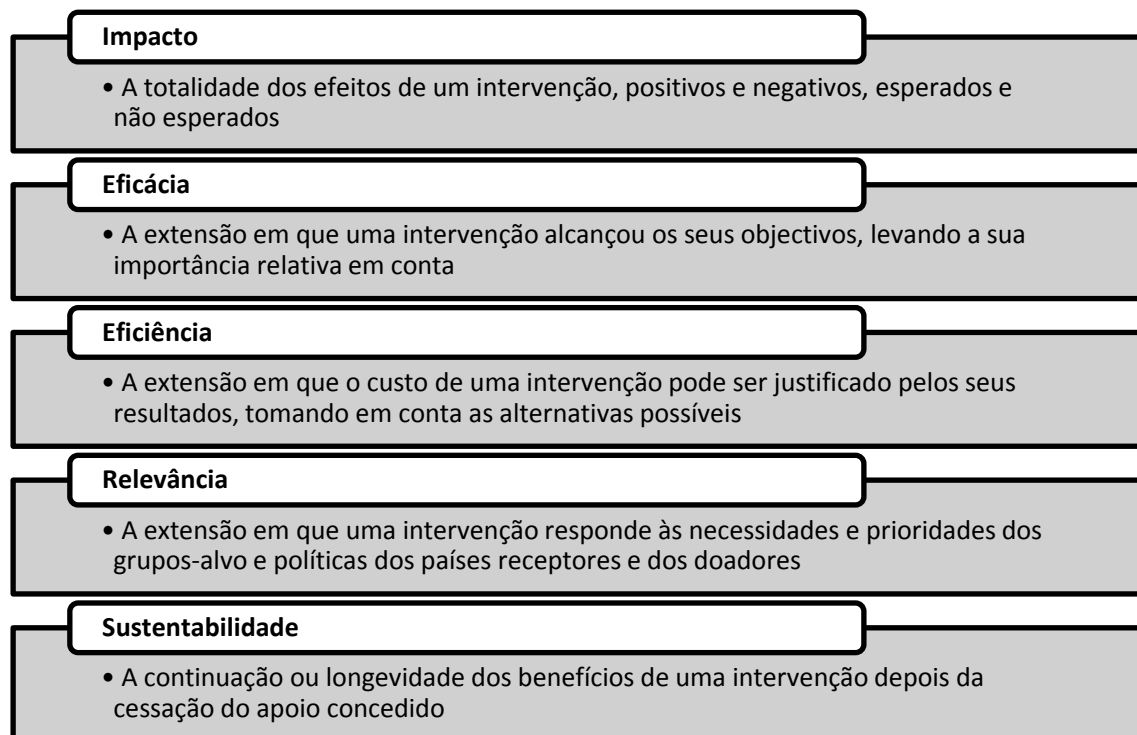 Impacto
• A totalidade dos efeitos de um intervenção, positivos e negativos, esperados e
não esperados
Eficácia
• A extensão em que uma intervenção alcançou os seus objectivos, levando a sua
importância relativa em conta
Eficiência
• A extensão em que o custo de uma intervenção pode ser justificado pelos seus
resultados, tomando em conta as alternativas possíveis
Relevância
• A extensão em que uma intervenção responde às necessidades e prioridades dos
grupos-alvo e políticas dos países receptores e dos doadores
Sustentabilidade
• A continuação ou longevidade dos benefícios de uma intervenção depois da
cessação do apoio concedido